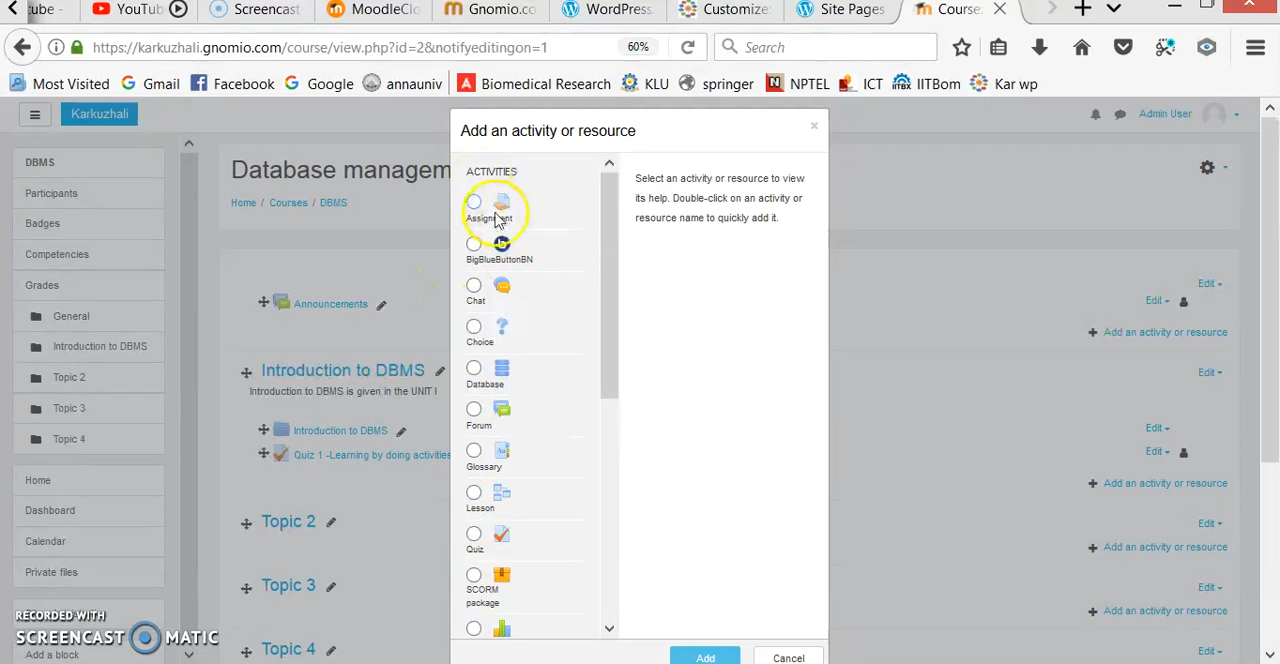 tube - YouTube Screencast MoodleClo Gnomio.co WordPress Customize Site Pages Course:
https://karkuzhali.gnomio.com/course/view.php?id=2&notifyeditingon=1 60% Search
Most Visited Gmail Facebook Google annauniv Biomedical Research KLU springer NPTEL ICT IITBom Kar wp
Karkuzhali Admin User
Add an activity or resource
DBMS
Participants
Badges
Competencies
Grades
General
Introduction to DBMS
Topic 2
Topic 3
Topic 4
Home
Dashboard
Calendar
Private files
Add a block
Database managem
Home / Courses / DBMS
Announcements
Edit
Edit
Add an activity or resource
Introduction to DBMS
Edit
Introduction to DBMS is given in the UNIT I
Introduction to DBMS
Edit
Quiz 1 -Learning by doing activities
Edit
Add an activity or resource
Topic 2
Edit
Add an activity or resource
Topic 3
Edit
Add an activity or resource
Topic 4
Edit
ACTIVITIES
Assignment
BigBlueButtonBN
Chat
Choice
Database
Forum
Glossary
Lesson
Quiz
SCORM
package
Select an activity or resource to view
its help. Double-click on an activity or
resource name to quickly add it.
Add Cancel
RECORDED WITH
SCREENCAST MATIC